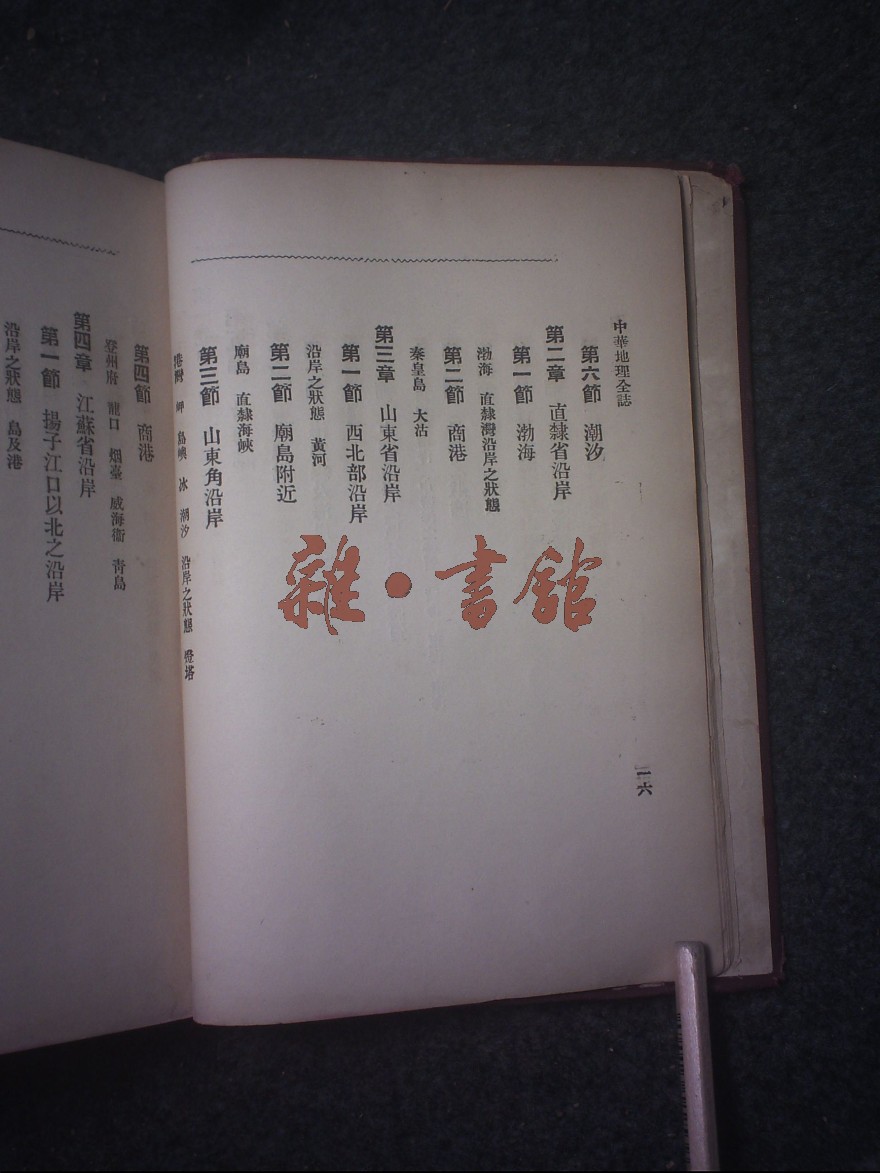 中華地理全誌
第六節 潮汐
第二章 直隸省沿岸
第一節 渤海
渤海 直隸灣沿岸之狀態
第二節 商港
秦皇島 大沽
第三章 山東省沿岸
第一節 西北部沿岸
沿岸之狀態 黃河
第二節 廟島附近
廟島 直隸海峽
第三節 山東角沿岸
港灣 岬 島嶼 冰 潮汐 沿岸之狀態 燈塔
一六
第四節 商港
登州府 龍口 烟臺 威海衞 靑島
第四章 江蘇省沿岸
第一節 揚子江口以北之沿岸
沿岸之狀態 島及港
雜·書館